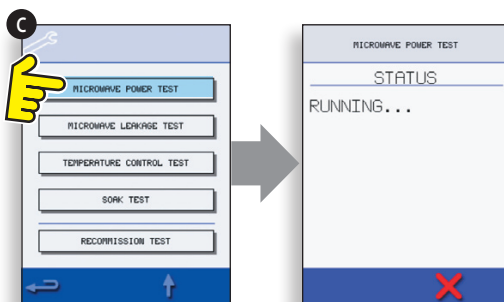 C
MICROWAVE POWER TEST
MICROWAVE LEAKAGE TEST
TEMPERATURE CONTROL TEST
SOAK TEST
RECOMMISSION TEST
MICROWAVE POWER TEST
STATUS
RUNNING...